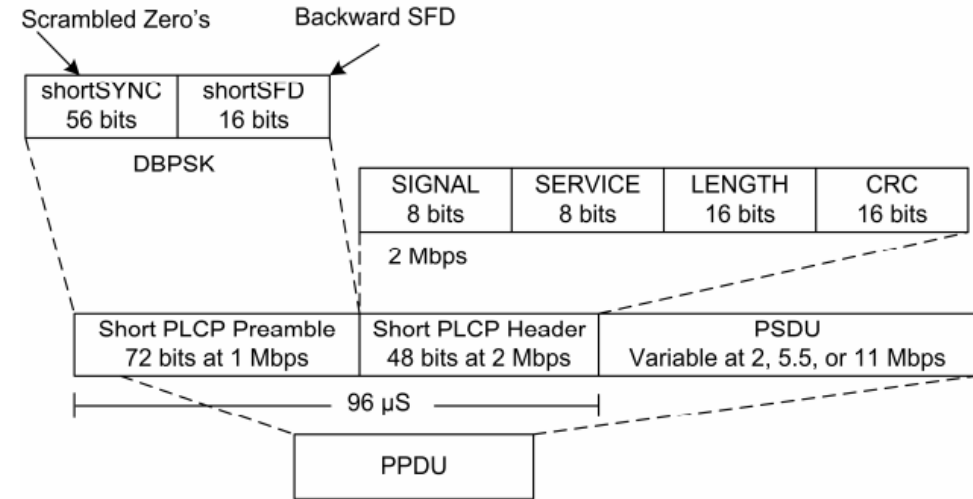 Scrambled Zero's
Backward SFD
shortSYNC
56 bits
shortSFD
16 bits
DBPSK
SIGNAL
8 bits
SERVICE
8 bits
LENGTH
16 bits
CRC
16 bits
2 Mbps
Short PLCP Preamble
72 bits at 1 Mbps
Short PLCP Header
48 bits at 2 Mbps
PSDU
Variable at 2, 5.5, or 11 Mbps
96 µS
PPDU